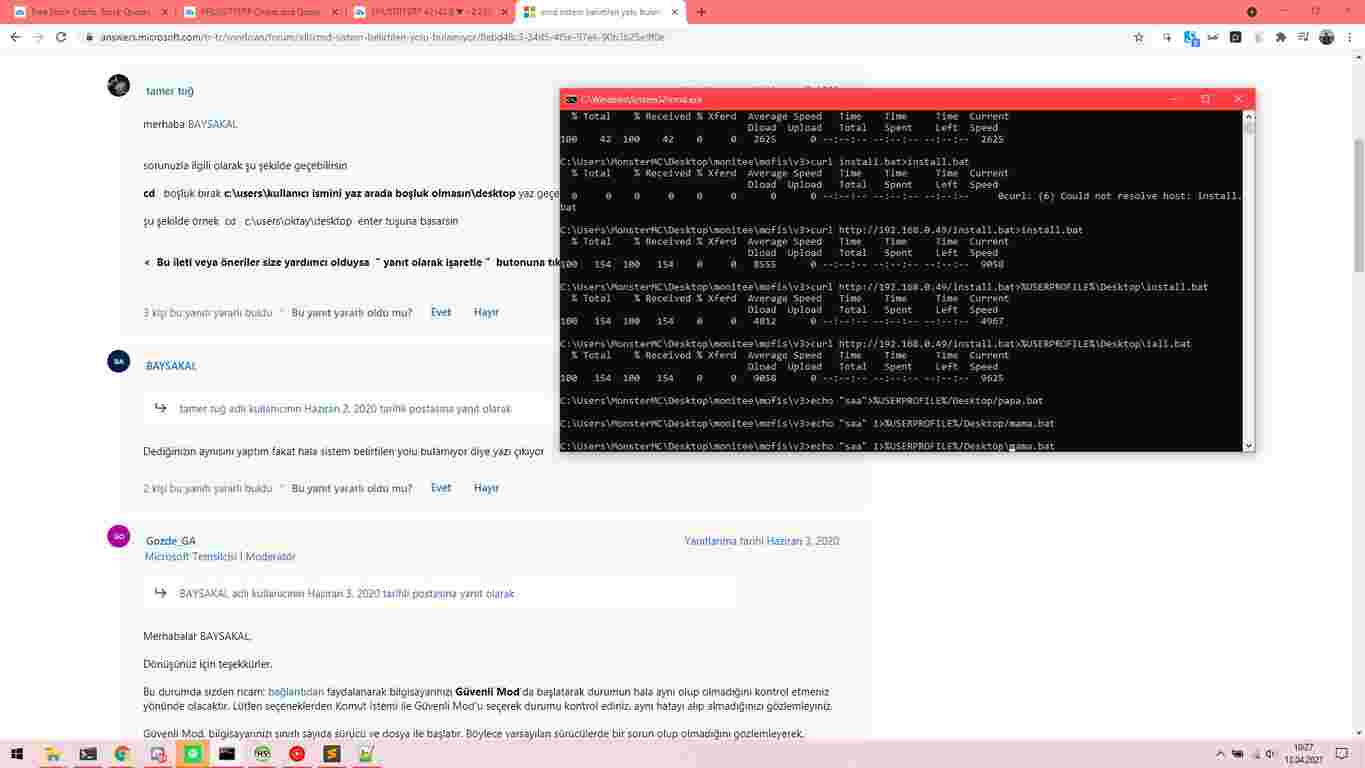 Free Stock Charts, Stock Quotes
answers.microsoft.com/tr-tr/windows/forum/all/cmd-sistem-belirtilen-yolu-bulamiyor/
tamer tuğ
merhaba BAYSAKAL
sorunuzla ilgili olarak şu şekilde geçebilirsin
cd boşluk bırak c:\users\kullanıcı ismini yaz arada boşluk olmasın\desktop yaz geçe
şu şekilde örnek cd c:\users\oktay\desktop enter tuşuna basarsın
< Bu ileti veya öneriler size yardımcı olduysa " yanıt olarak işaretle " butonuna tık
3 kişi bu yanıtı yararlı buldu · Bu yanıt yararlı oldu mu? Evet Hayır
BA
BAYSAKAL
tamer tuğ adlı kullanıcının Haziran 2, 2020 tarihli postasına yanıt olarak
Dediğinizin aynısını yaptım fakat hala sistem belirtilen yolu bulamıyor diye yazı çıkıyor
2 kişi bu yanıtı yararlı buldu · Bu yanıt yararlı oldu mu? Evet Hayır
GO
Gozde_GA
Microsoft Temsilcisi | Moderatör
Yanıtlanma tarihi Haziran 3, 2020
BAYSAKAL adlı kullanıcının Haziran 3, 2020 tarihli postasına yanıt olarak
Merhabalar BAYSAKAL,
Dönüşünüz için teşekkürler.
Bu durumda sizden ricam; bağlantıdan faydalanarak bilgisayarınızı Güvenli Mod'da başlatarak durumun hala aynı olup olmadığını kontrol etmeniz
yönünde olacaktır. Lütfen seçeneklerden Komut İstemi ile Güvenli Mod'u seçerek durumu kontrol ediniz, aynı hatayı alıp almadığınızı gözlemleyiniz.
Güvenli Mod, bilgisayarınızı sınırlı sayıda sürücü ve dosya ile başlatır. Böylece varsayılan sürücülerde bir sorun olup olmadığını gözlemleyerek,
C:\Windows\System32\cmd.exe
% Total % Received % Xferd Average Speed Time Time Time Current
Dload Upload Total Spent Left Speed
100 42 100 42 0 0 2625 0 --:--:-- --:--:-- --:--:-- 2625
C:\Users\MonsterMC\Desktop\monitee\mofis\v3>curl install.bat>install.bat
% Total % Received % Xferd Average Speed Time Time Time Current
Dload Upload Total Spent Left Speed
0 0 0 0 0 0 0 0 --:--:-- --:--:-- --:--:-- 0curl: (6) Could not resolve host: install.
bat
C:\Users\MonsterMC\Desktop\monitee\mofis\v3>curl http://192.168.0.49/install.bat>install.bat
% Total % Received % Xferd Average Speed Time Time Time Current
Dload Upload Total Spent Left Speed
100 154 100 154 0 0 8555 0 --:--:-- --:--:-- --:--:-- 9058
C:\Users\MonsterMC\Desktop\monitee\mofis\v3>curl http://192.168.0.49/install.bat>%USERPROFILE%\Desktop\install.bat
% Total % Received % Xferd Average Speed Time Time Time Current
Dload Upload Total Spent Left Speed
100 154 100 154 0 0 4812 0 --:--:-- --:--:-- --:--:-- 4967
C:\Users\MonsterMC\Desktop\monitee\mofis\v3>curl http://192.168.0.49/install.bat>%USERPROFILE%\Desktop\iall.bat
% Total % Received % Xferd Average Speed Time Time Time Current
Dload Upload Total Spent Left Speed
100 154 100 154 0 0 9058 0 --:--:-- --:--:-- --:--:-- 9625
C:\Users\MonsterMC\Desktop\monitee\mofis\v3>echo "saa">%USERPROFILE%/Desktop/papa.bat
C:\Users\MonsterMC\Desktop\monitee\mofis\v3>echo "saa" 1>%USERPROFILE%/Desktop/mama.bat
C:\Users\MonsterMC\Desktop\monitee\mofis\v3>echo "saa" 1>%USERPROFILE%/Desktop\mama.bat
10:27
13.04.2021